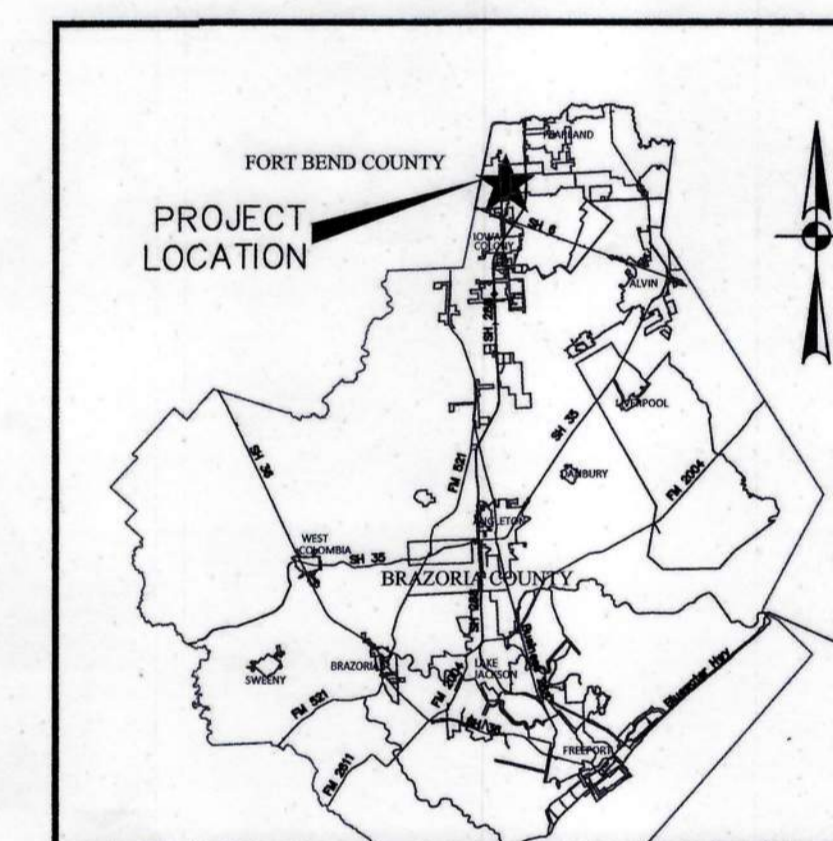 PEARLAND
FORT BEND COUNTY
PROJECT
LOCATION
SH 6
IOWA
COLONY
ALVIN
SH 288
LIVERPOOL
SH 35
DANBURY
FM 2004
SH 36
FM 521
ANGLETON
WEST
COLOMBIA
SH 35
BRAZORIA COUNTY
SH 288
BRAZORIA
LAKE
JACKSON
SWEENY
FM 2004
Bluewater Hwy
FM 521
SH 36
FREEPORT
FM 2611